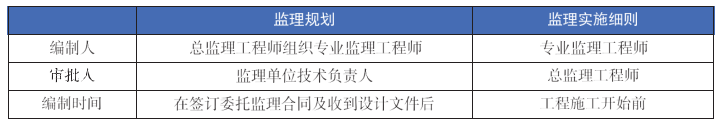 监理规划 监理实施细则
编制人 总监理工程师组织专业监理工程师 专业监理工程师
审批人 监理单位技术负责人 总监理工程师
编制时间 在签订委托监理合同及收到设计文件后 工程施工开始前